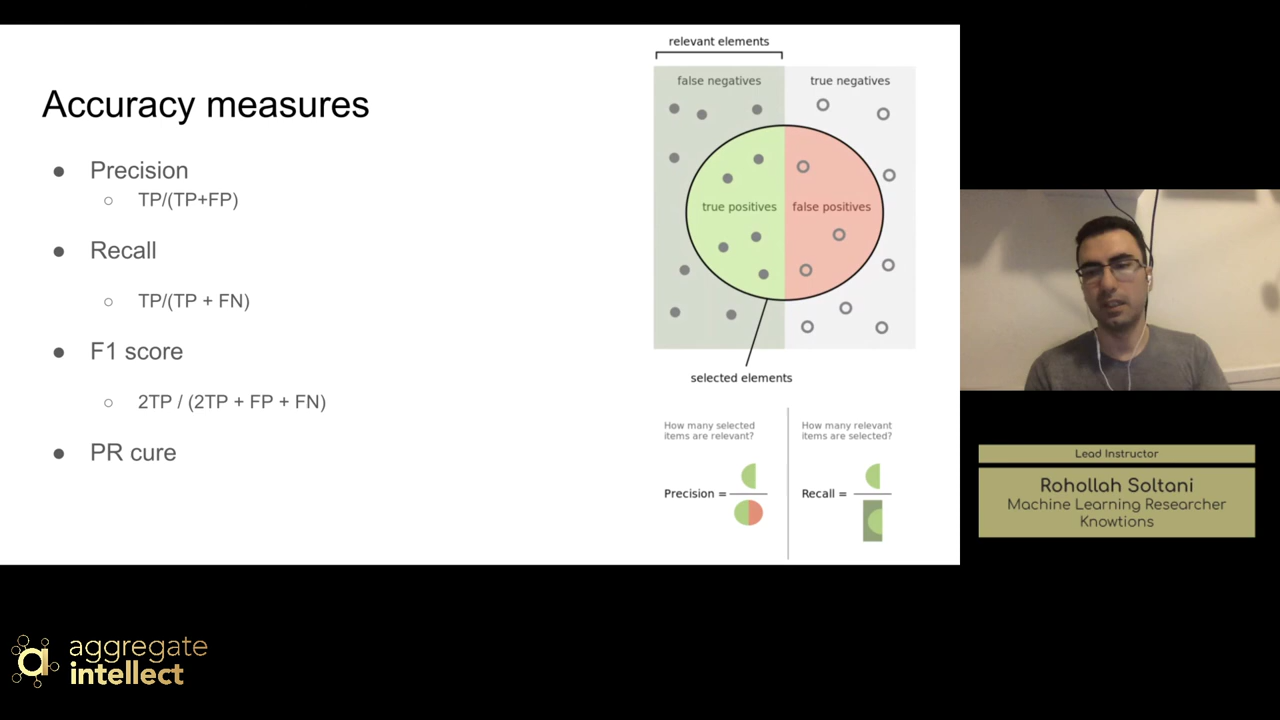 Accuracy measures
● Precision
○ TP/(TP+FP)
● Recall
○ TP/(TP + FN)
● F1 score
○ 2TP / (2TP + FP + FN)
● PR cure
relevant elements
false negatives
true negatives
true positives
false positives
selected elements
How many selected
items are relevant?
Precision =
How many relevant
items are selected?
Recall =
Lead Instructor
Rohollah Soltani
Machine Learning Researcher
Knowtions
aggregate
intellect